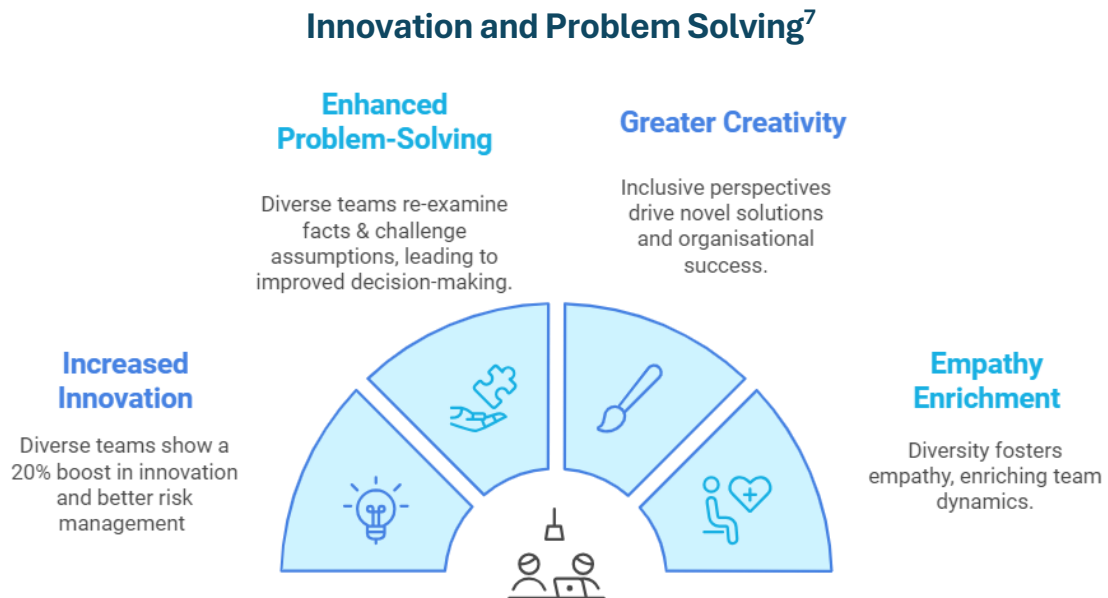 Innovation and Problem Solving⁷
Enhanced
Problem-Solving
Diverse teams re-examine
facts & challenge
assumptions, leading to
improved decision-making.
Greater Creativity
Inclusive perspectives
drive novel solutions
and organisational
success.
Increased
Innovation
Diverse teams show a
20% boost in innovation
and better risk
management
Empathy
Enrichment
Diversity fosters
empathy, enriching team
dynamics.